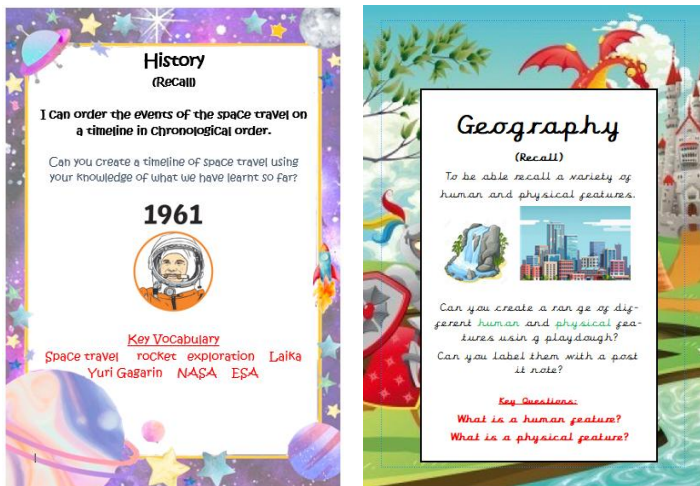 History
(Recall)
I can order the events of the space travel on
a timeline in chronological order.
Can you create a timeline of space travel using
your knowledge of what we have learnt so far?
1961
Key Vocabulary
Space travel rocket exploration Laika
Yuri Gagarin NASA ESA
Geography
(Recall)
To be able recall a variety of
human and physical features.
Can you create a ran ge of dif-
ferent human and physical fea-
tures usin g playdough?
Can you label them with a post
it note?
Key Questions:
What is a human feature?
What is a physical feature?